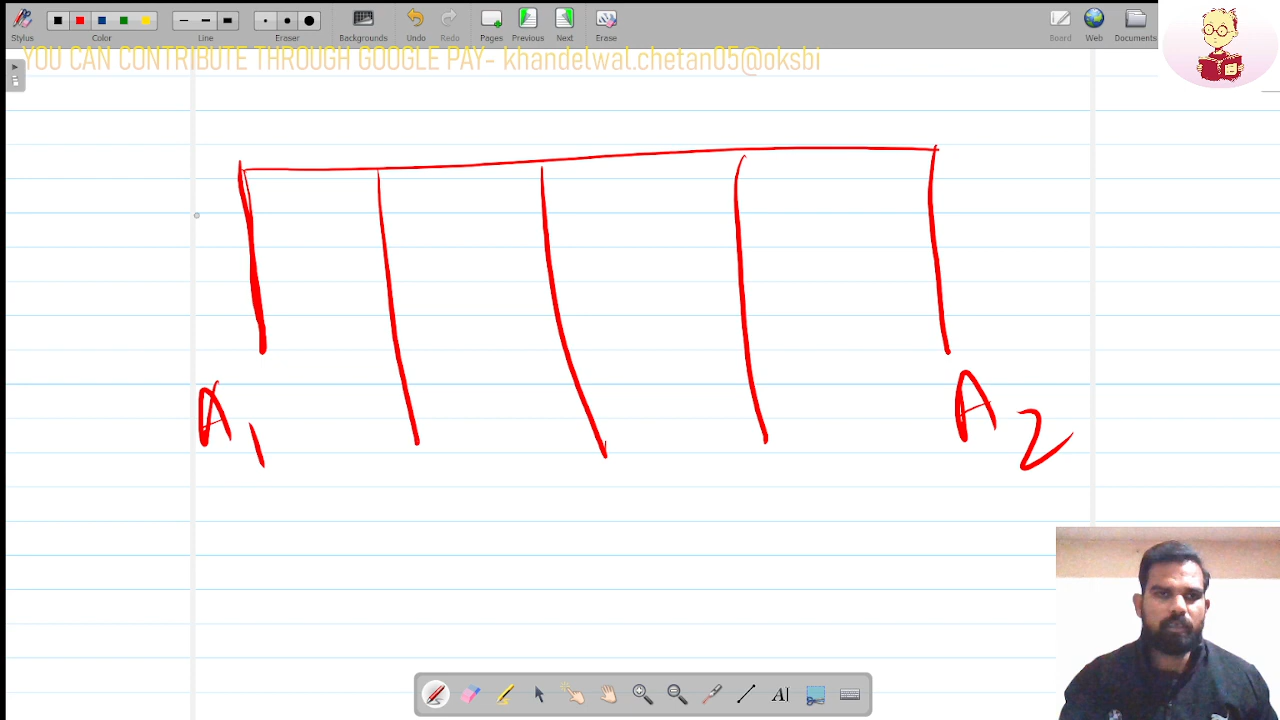 Stylus Color Line Eraser Backgrounds Undo Redo Pages Previous Next Erase Board Web Documents
YOU CAN CONTRIBUTE THROUGH GOOGLE PAY- khandelwal.chetan05@oksbi
A1 A2
AI